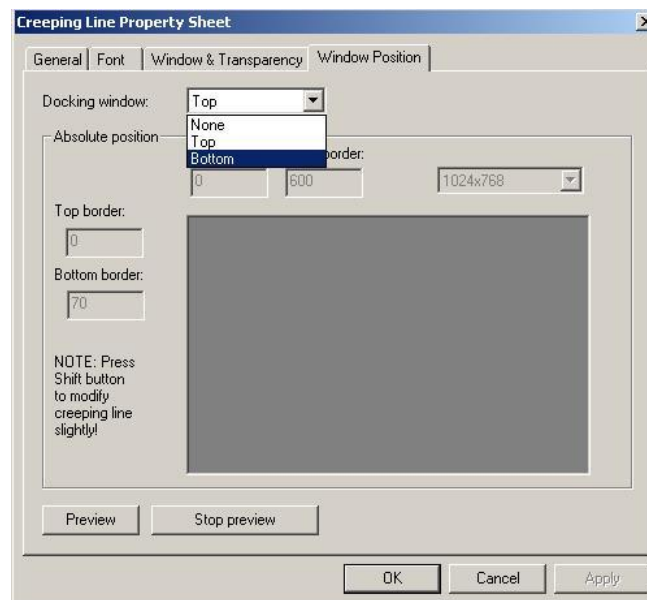 Creeping Line Property Sheet
General Font Window & Transparency Window Position
Docking window: Top
None
Top
Bottom
Absolute position
border:
0 600 1024x768
Top border:
0
Bottom border:
70
NOTE: Press
Shift button
to modify
creeping line
slightly!
Preview Stop preview
OK Cancel Apply